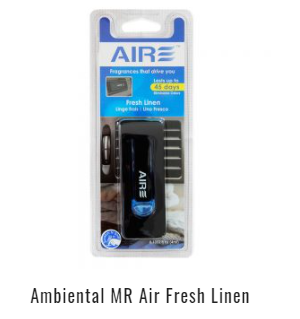 AIRE
Fragrances that drive you
Lasts up to
45 days
Fresh Linen
AIRE
Ambiental MR Air Fresh Linen